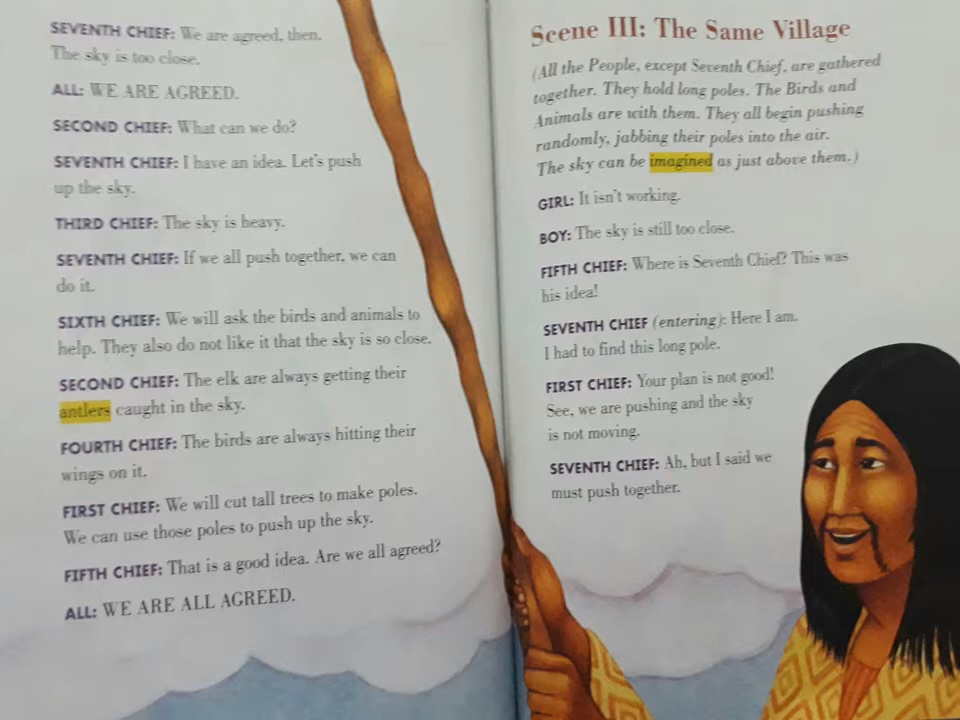 SEVENTH CHIEF: We are agreed, then.
The sky is too close.
ALL: WE ARE AGREED.
SECOND CHIEF: What can we do?
SEVENTH CHIEF: I have an idea. Let's push
up the sky.
THIRD CHIEF: The sky is heavy.
SEVENTH CHIEF: If we all push together, we can
do it.
SIXTH CHIEF: We will ask the birds and animals to
help. They also do not like it that the sky is so close.
SECOND CHIEF: The elk are always getting their
antlers caught in the sky.
FOURTH CHIEF: The birds are always hitting their
wings on it.
FIRST CHIEF: We will cut tall trees to make poles.
We can use those poles to push up the sky.
FIFTH CHIEF: That is a good idea. Are we all agreed?
ALL: WE ARE ALL AGREED.
Scene III: The Same Village
(All the People, except Seventh Chief, are gathered
together. They hold long poles. The Birds and
Animals are with them. They all begin pushing
randomly, jabbing their poles into the air.
The sky can be imagined as just above them.)
GIRL: It isn't working.
BOY: The sky is still too close.
FIFTH CHIEF: Where is Seventh Chief? This was
his idea!
SEVENTH CHIEF (entering): Here I am.
I had to find this long pole.
FIRST CHIEF: Your plan is not good!
See, we are pushing and the sky
is not moving.
SEVENTH CHIEF: Ah, but I said we
must push together.